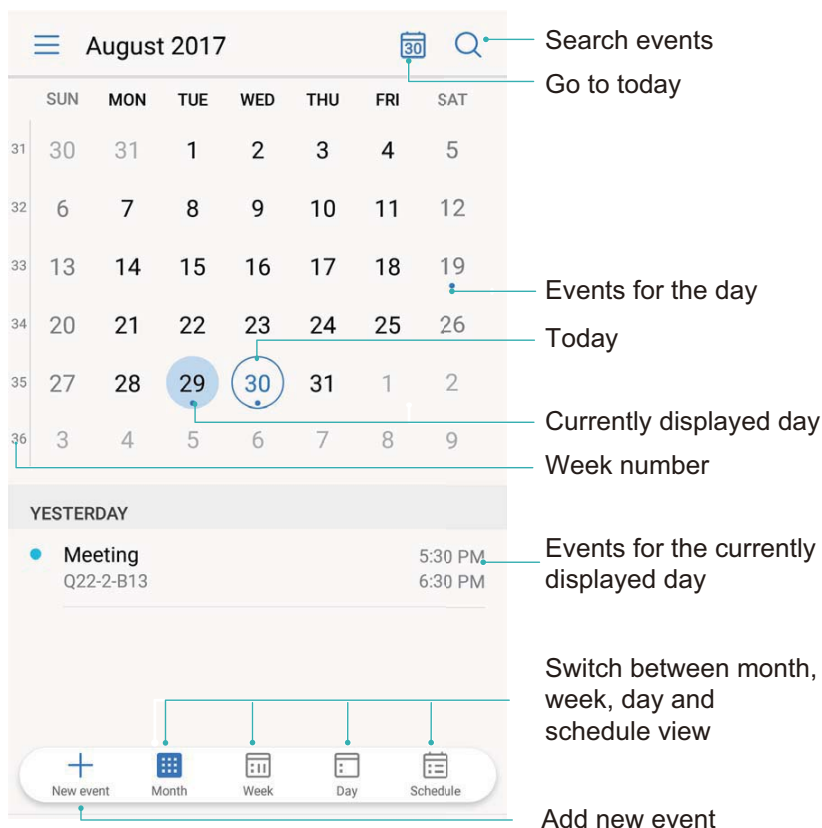 August 2017
30
Search events
Go to today
SUN MON TUE WED THU FRI SAT
31 30 31 1 2 3 4 5
32 6 7 8 9 10 11 12
33 13 14 15 16 17 18 19
Events for the day
34 20 21 22 23 24 25 26
Today
35 27 28 29 30 31 1 2
Currently displayed day
36 3 4 5 6 7 8 9
Week number
YESTERDAY
Meeting 5:30 PM
Q22-2-B13 6:30 PM
Events for the currently
displayed day
Switch between month,
week, day and
schedule view
New event Month Week Day Schedule
Add new event